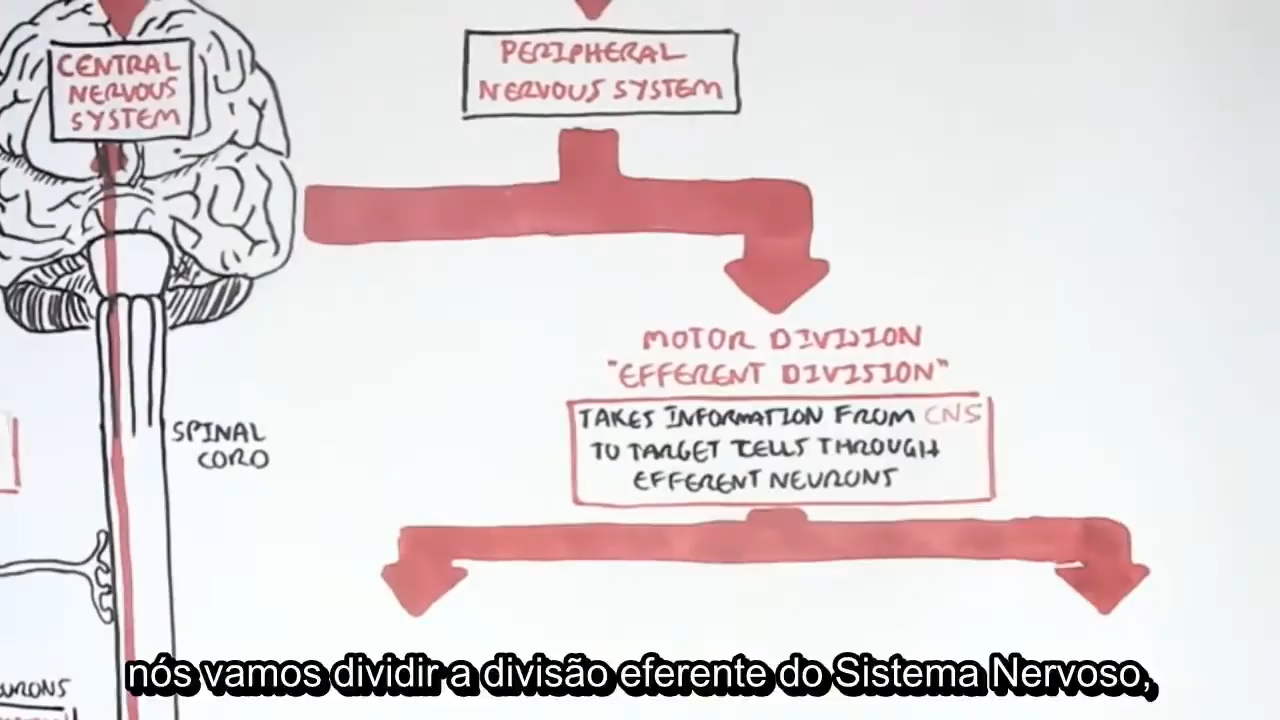 CENTRAL
NERVOUS
SYSTEM
PERIPHERAL
NERVOUS SYSTEM
MOTOR DIVISION
"EFFERENT DIVISION"
TAKES INFORMATION FROM CNS
TO TARGET CELLS THROUGH
EFFERENT NEURONS
SPINAL
CORD
nós vamos dividir a divisão eferente do Sistema Nervoso,